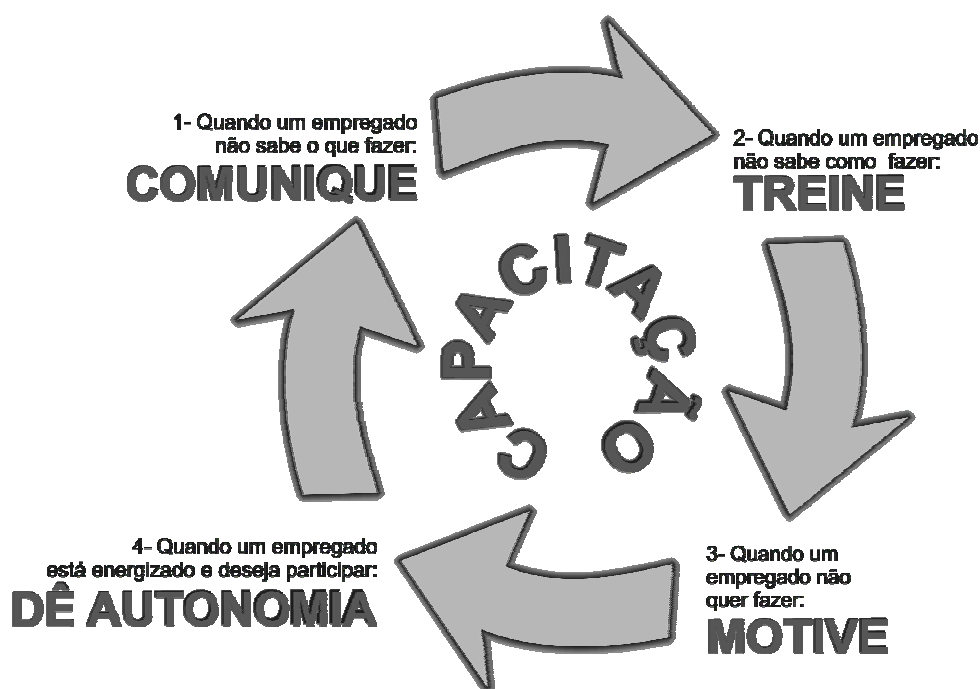 1- Quando um empregado
não sabe o que fazer:
COMUNIQUE
2- Quando um empregado
não sabe como fazer:
TREINE
CAPACITAÇÃO
3- Quando um
empregado não
quer fazer:
MOTIVE
4- Quando um empregado
está energizado e deseja participar:
DÊ AUTONOMIA